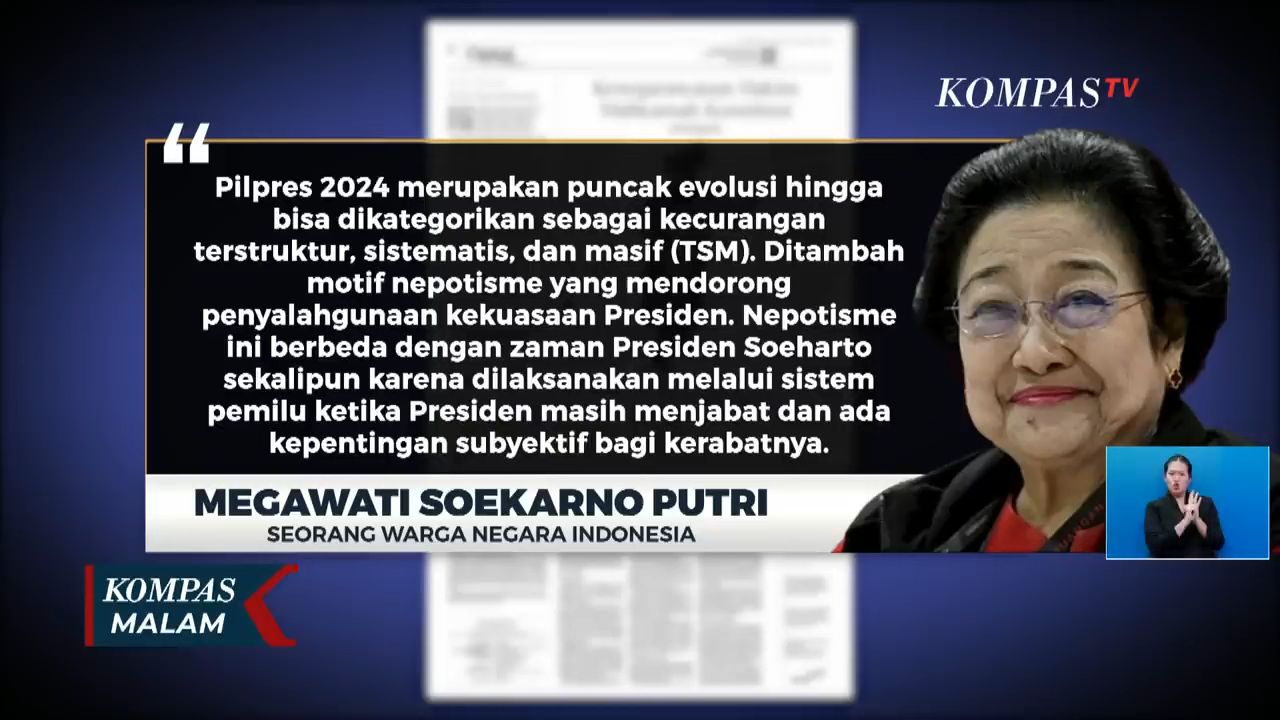 KOMPASTV
“
Pilpres 2024 merupakan puncak evolusi hingga
bisa dikategorikan sebagai kecurangan
terstruktur, sistematis, dan masif (TSM). Ditambah
motif nepotisme yang mendorong
penyalahgunaan kekuasaan Presiden. Nepotisme
ini berbeda dengan zaman Presiden Soeharto
sekalipun karena dilaksanakan melalui sistem
pemilu ketika Presiden masih menjabat dan ada
kepentingan subyektif bagi kerabatnya.
MEGAWATI SOEKARNO PUTRI
SEORANG WARGA NEGARA INDONESIA
KOMPAS
MALAM